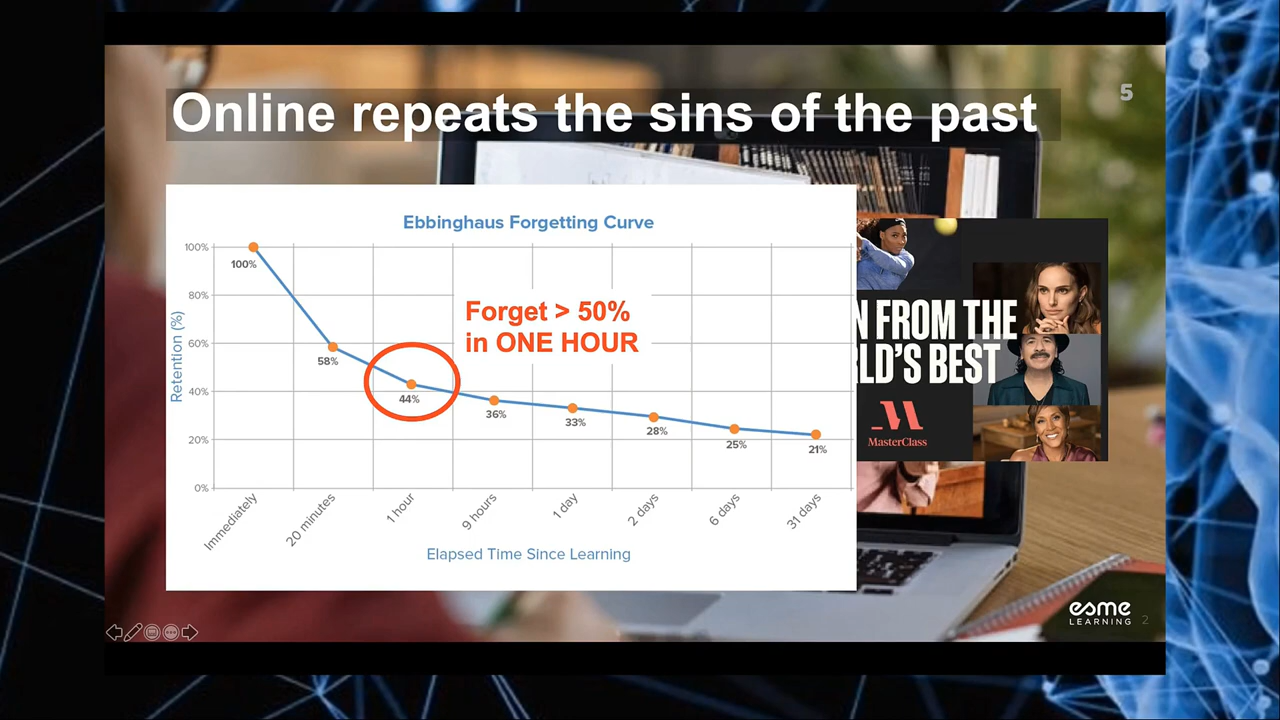 Online repeats the sins of the past
5
Ebbinghaus Forgetting Curve
Retention (%)
100%
80%
60%
40%
20%
0%
100%
58%
44%
36%
33%
28%
25%
21%
Forget > 50%
in ONE HOUR
Immediately
20 minutes
1 hour
9 hours
1 day
2 days
6 days
31 days
Elapsed Time Since Learning
N FROM THE
LD'S BEST
MasterClass
esme
LEARNING
2